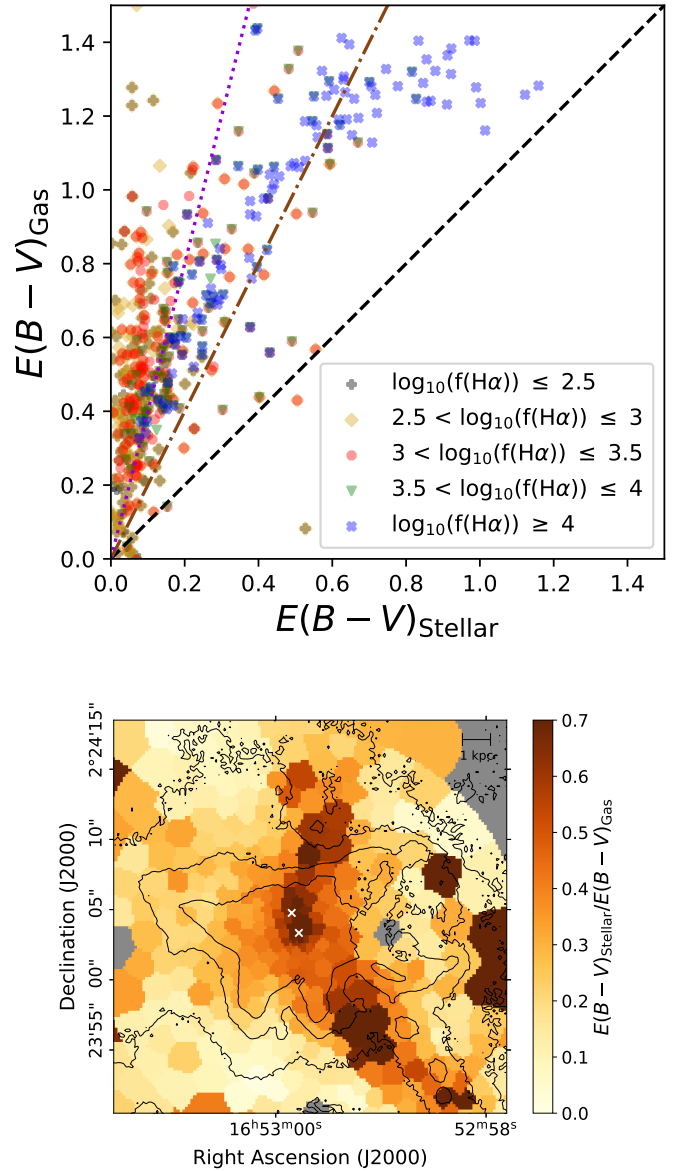 1.4
1.2
1.0
0.8
0.6
0.4
0.2
0.0
E(B − V)Gas
log₁₀(f(Hα)) ≤ 2.5
2.5 < log₁₀(f(Hα)) ≤ 3
3 < log₁₀(f(Hα)) ≤ 3.5
3.5 < log₁₀(f(Hα)) ≤ 4
log₁₀(f(Hα)) ≥ 4
0.0 0.2 0.4 0.6 0.8 1.0 1.2 1.4
E(B − V)Stellar
2°24'15"
10"
05"
00"
23'55"
Declination (J2000)
1 kpc
16ʰ53ᵐ00ˢ 52ᵐ58ˢ
Right Ascension (J2000)
0.7
0.6
0.5
0.4
0.3
0.2
0.1
0.0
E(B − V)Stellar/E(B − V)Gas